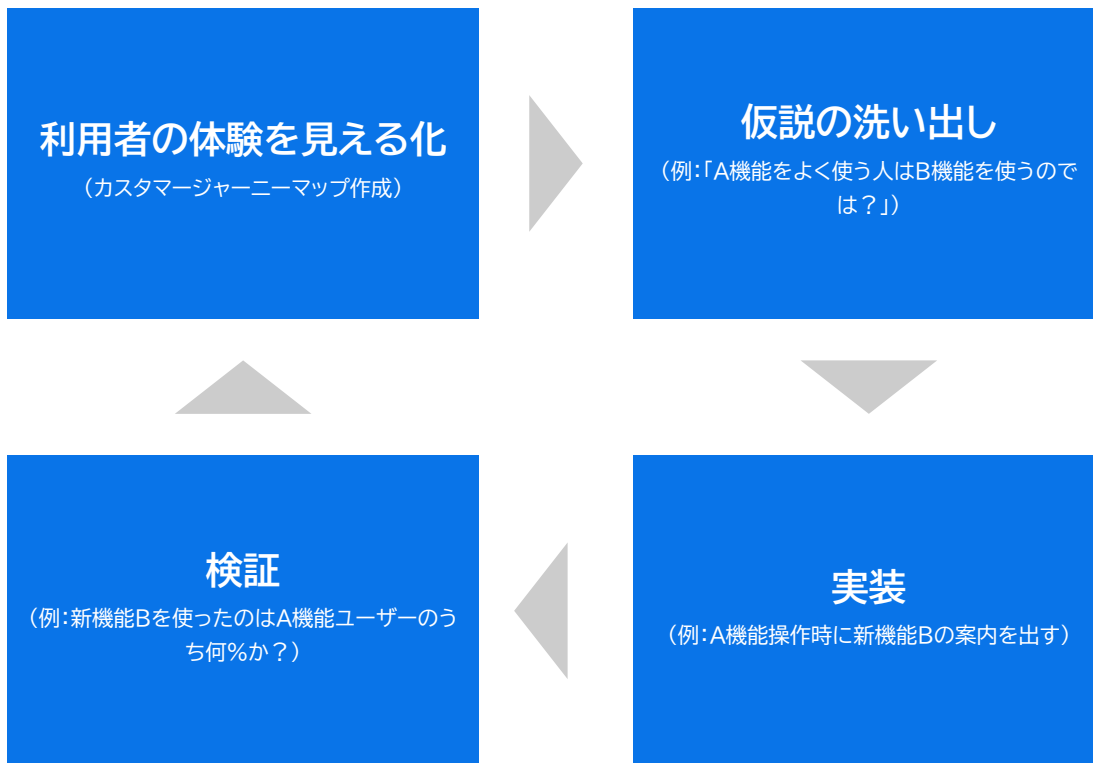 利用者の体験を見える化
（カスタマージャーニーマップ作成）
仮説の洗い出し
（例：「A機能をよく使う人はB機能を使うので
は？」）
検証
（例：新機能Bを使ったのはA機能ユーザーのう
ち何%か？）
実装
（例：A機能操作時に新機能Bの案内を出す）